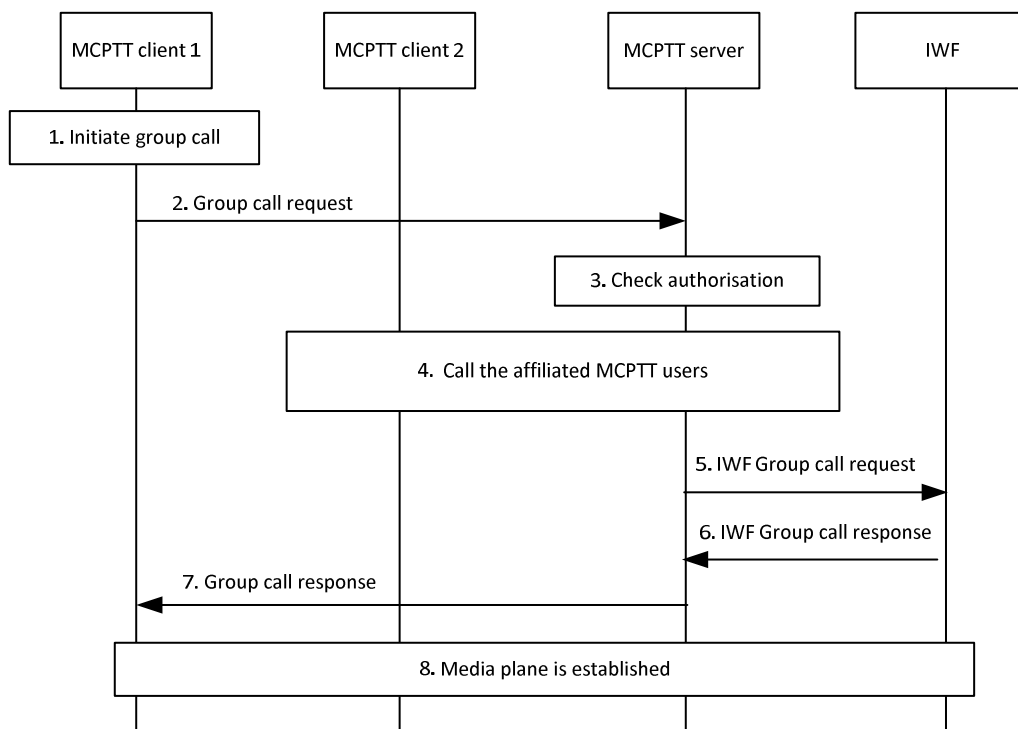 MCPTT client 1
MCPTT client 2
MCPTT server
IWF
1. Initiate group call
2. Group call request
3. Check authorisation
4. Call the affiliated MCPTT users
5. IWF Group call request
6. IWF Group call response
7. Group call response
8. Media plane is established